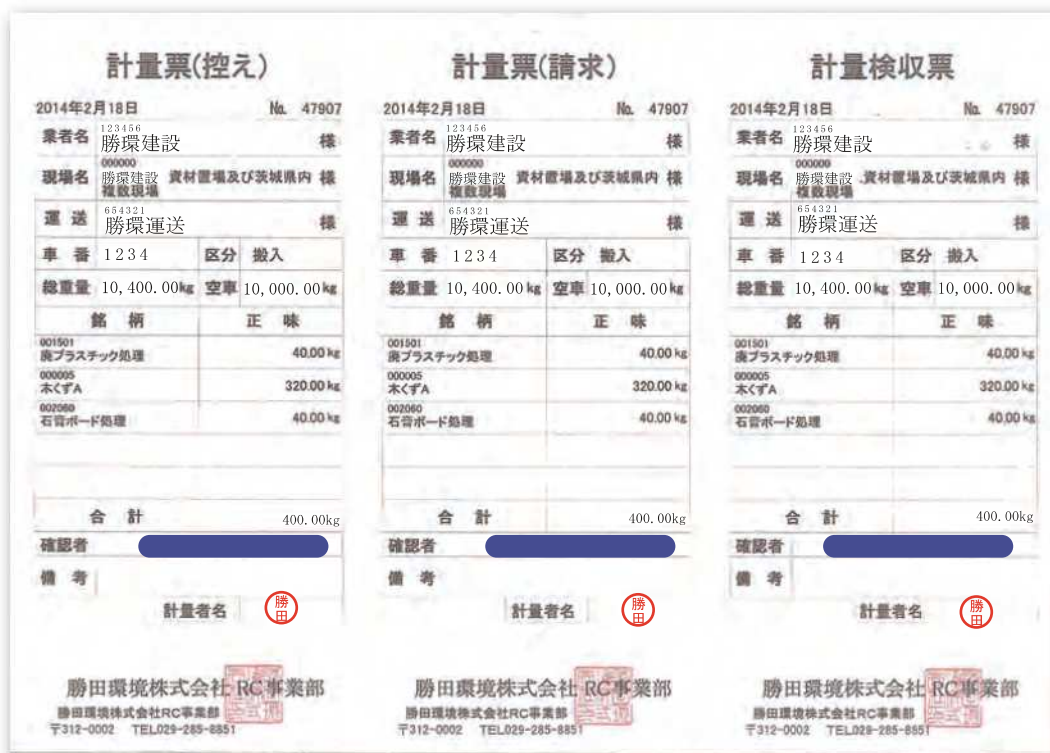 計量票(控え)
2014年2月18日 No. 47907
123456
業者名 勝環建設 様
000000
現場名 勝環建設 資材置場及び茨城県内 様
複数現場
654321
運送 勝環運送 様
車番 1234 区分 搬入
総重量 10,400.00kg 空車 10,000.00kg
銘柄 正味
001501
廃プラスチック処理 40.00kg
000005
木くずA 320.00kg
002060
石膏ボード処理 40.00kg
合計 400.00kg
確認者
備考
計量者名 勝田
勝田環境株式会社 RC事業部
勝田環境株式会社RC事業部
〒312-0002 TEL029-285-8851
計量票(請求)
2014年2月18日 No. 47907
123456
業者名 勝環建設 様
000000
現場名 勝環建設 資材置場及び茨城県内 様
複数現場
654321
運送 勝環運送 様
車番 1234 区分 搬入
総重量 10,400.00kg 空車 10,000.00kg
銘柄 正味
001501
廃プラスチック処理 40.00kg
000005
木くずA 320.00kg
002060
石膏ボード処理 40.00kg
合計 400.00kg
確認者
備考
計量者名 勝田
勝田環境株式会社 RC事業部
勝田環境株式会社RC事業部
〒312-0002 TEL029-285-8851
計量検収票
2014年2月18日 No. 47907
123456
業者名 勝環建設 様
000000
現場名 勝環建設 資材置場及び茨城県内 様
複数現場
654321
運送 勝環運送 様
車番 1234 区分 搬入
総重量 10,400.00kg 空車 10,000.00kg
銘柄 正味
001501
廃プラスチック処理 40.00kg
000005
木くずA 320.00kg
002060
石膏ボード処理 40.00kg
合計 400.00kg
確認者
備考
計量者名 勝田
勝田環境株式会社 RC事業部
勝田環境株式会社RC事業部
〒312-0002 TEL029-285-8851